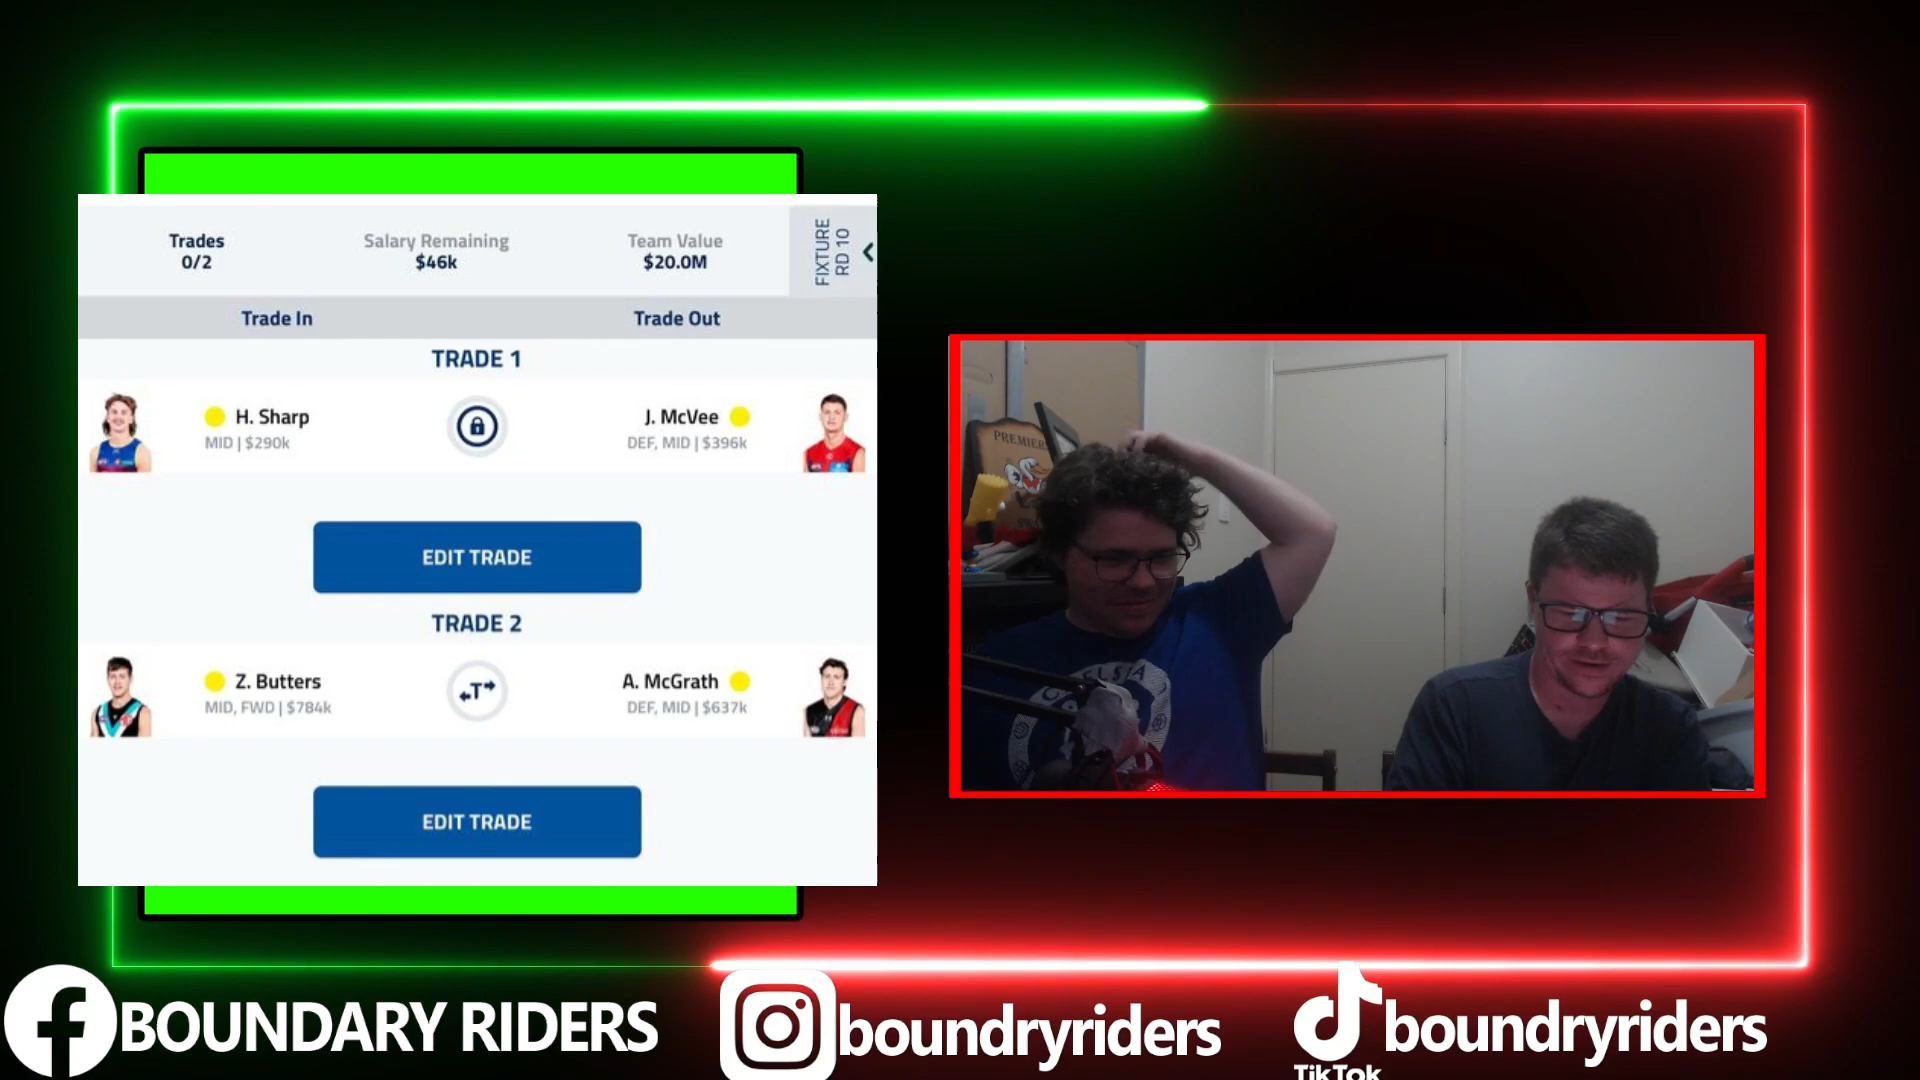 Trades
0/2
Salary Remaining
$46k
Team Value
$20.0M
FIXTURE
RD 10
Trade In
Trade Out
TRADE 1
H. Sharp
MID | $290k
J. McVee
DEF, MID | $396k
EDIT TRADE
TRADE 2
Z. Butters
MID, FWD | $784k
T
A. McGrath
DEF, MID | $637k
EDIT TRADE
PREMIERS
CHELSEA
BOUNDARY RIDERS
boundryriders
boundryriders
TikTok